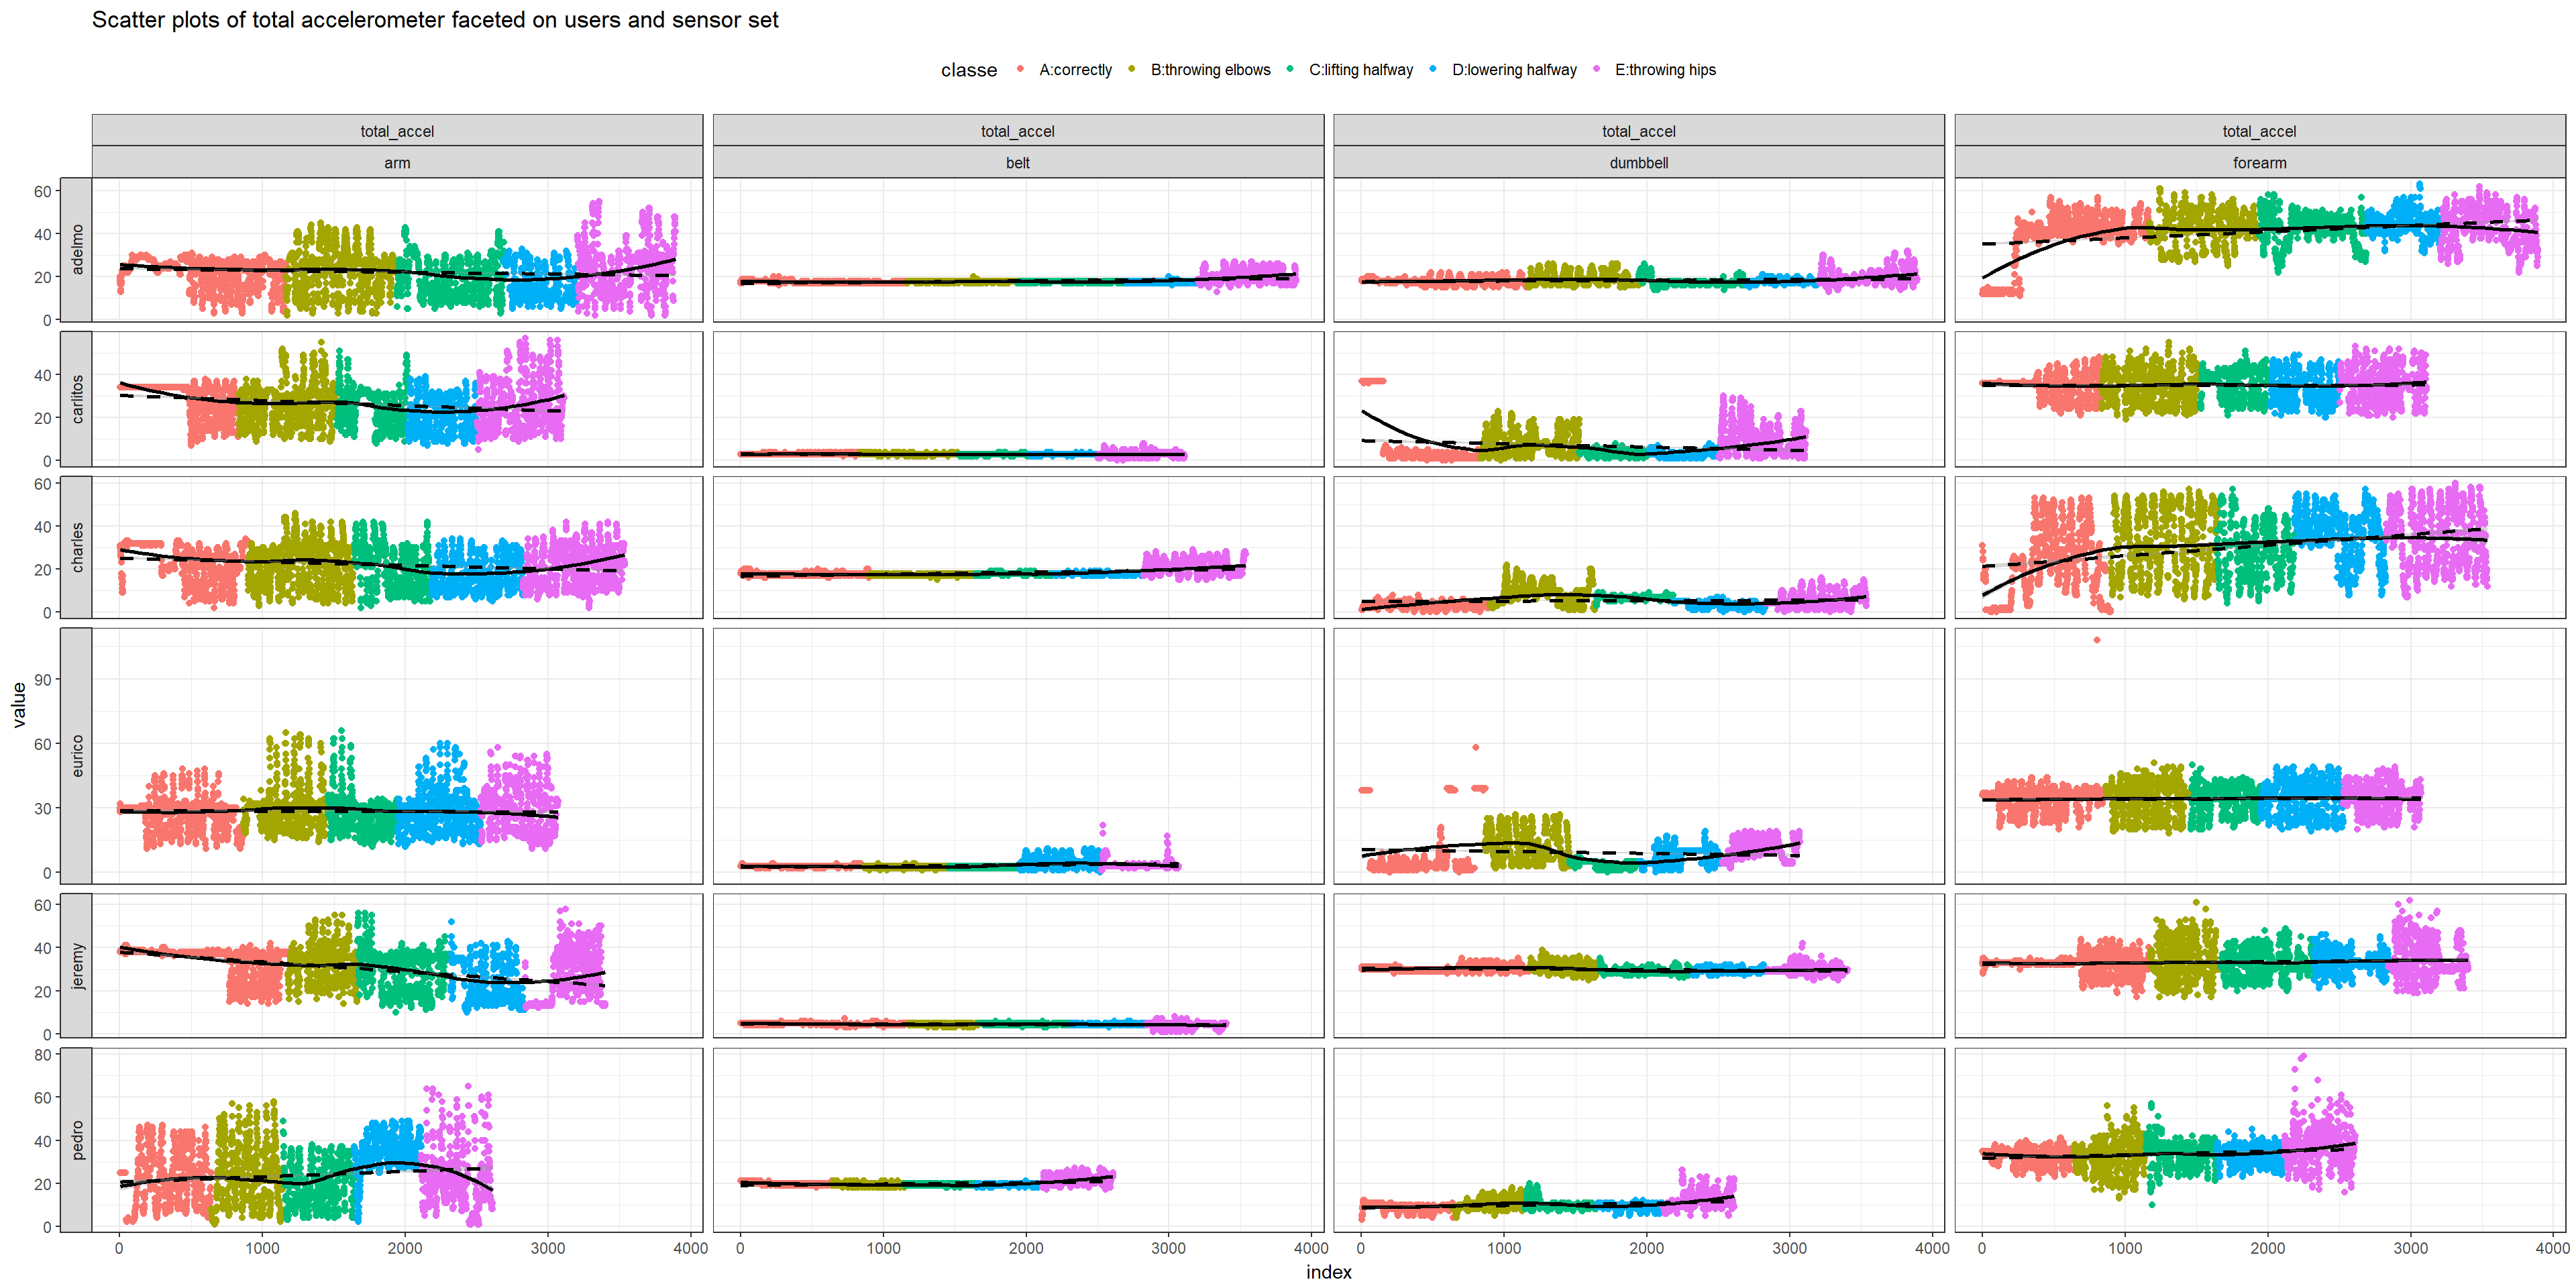 Scatter plots of total accelerometer faceted on users and sensor set
classe A:correctly B:throwing elbows C:lifting halfway D:lowering halfway E:throwing hips
total_accel total_accel total_accel total_accel
arm belt dumbbell forearm
adelmo
60
40
20
0
carlitos
40
20
0
charles
60
40
20
0
value
eurico
90
60
30
0
jeremy
60
40
20
0
pedro
80
60
40
20
0
0 1000 2000 3000 4000 0 1000 2000 3000 4000 0 1000 2000 3000 4000 0 1000 2000 3000 4000
index